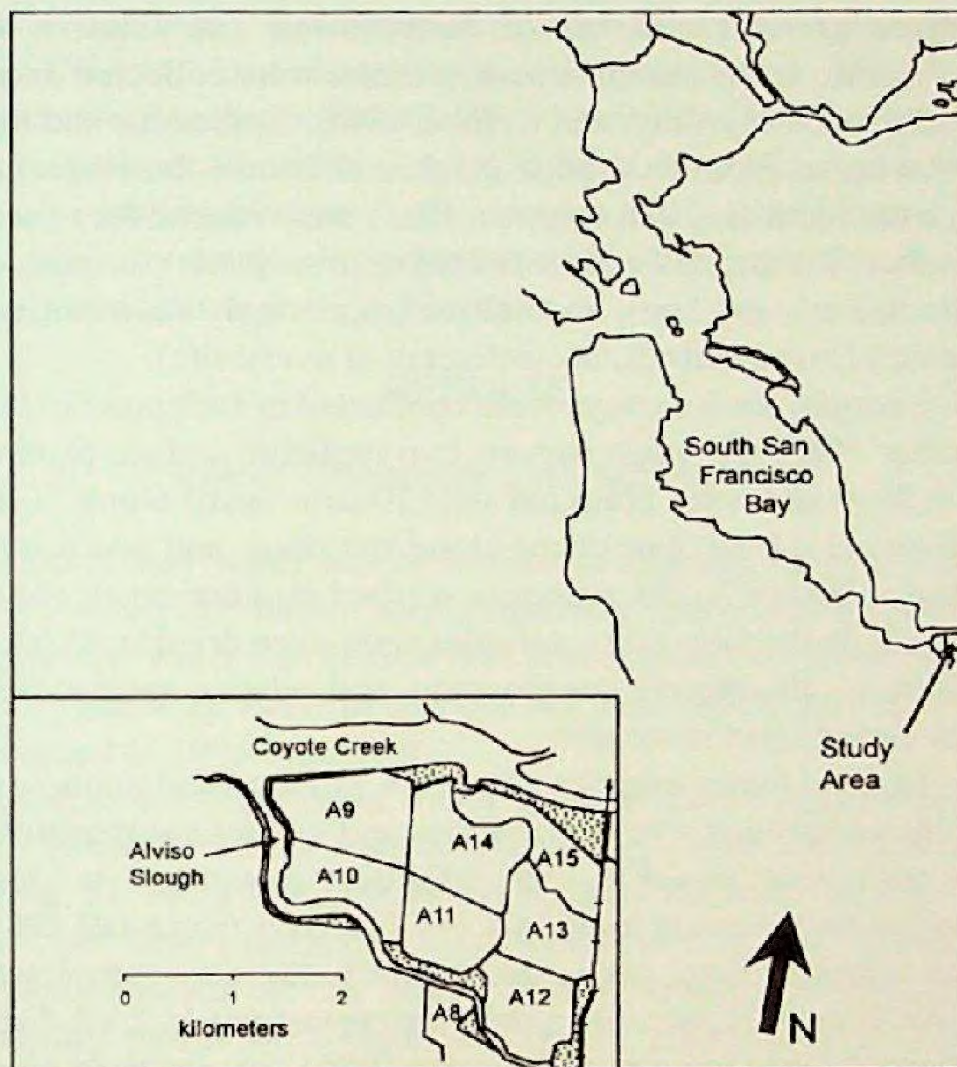 South San
Francisco
Bay
Study
Area
N
Coyote Creek
Alviso
Slough
A9
A10
A14
A15
A11
A13
A12
A8
0 1 2
kilometers